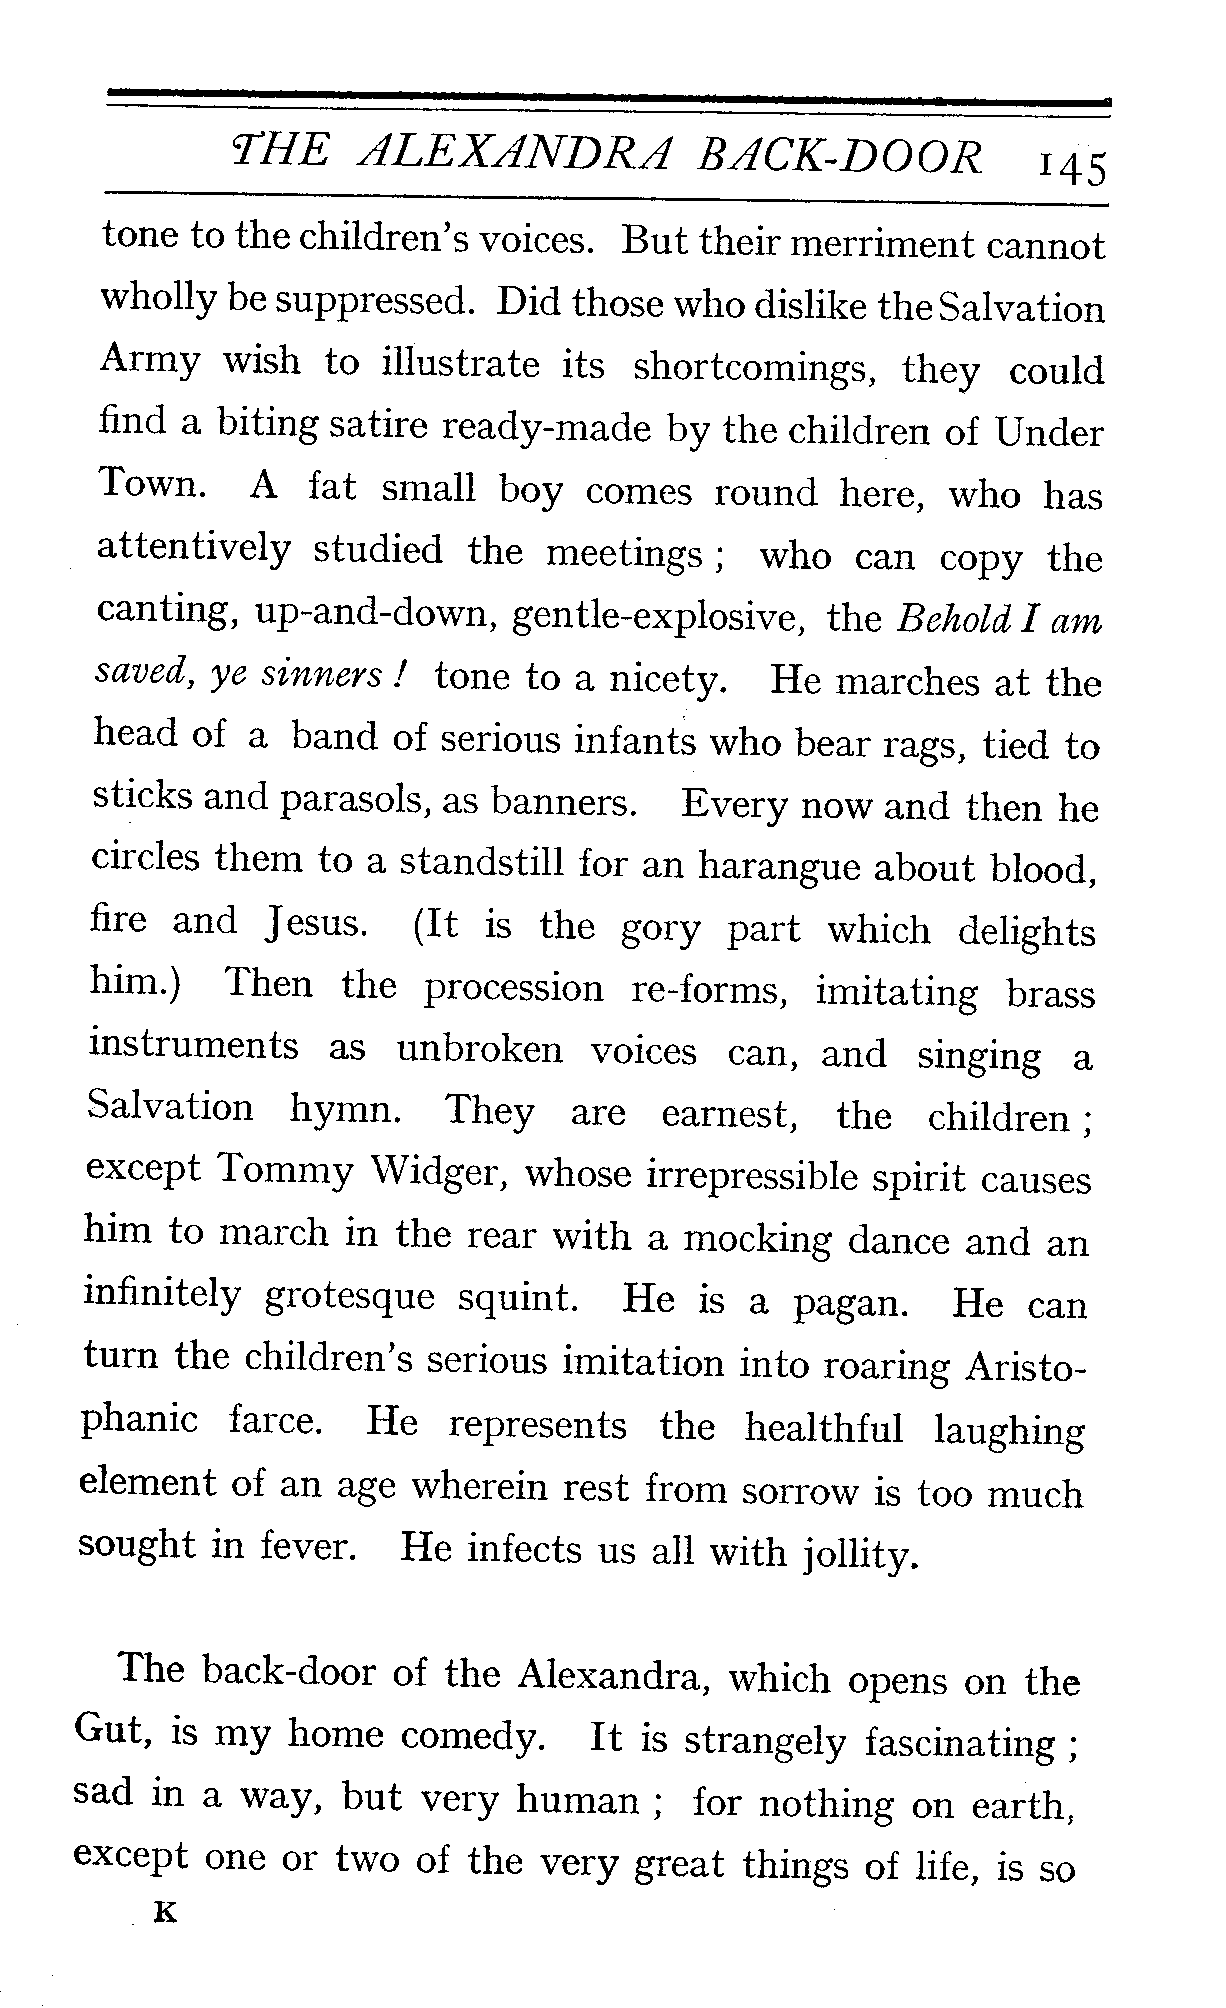 THE ALEXANDRA BACK-DOOR 145
tone to the children's voices. But their merriment cannot
wholly be suppressed. Did those who dislike the Salvation
Army wish to illustrate its shortcomings, they could
find a biting satire ready-made by the children of Under
Town. A fat small boy comes round here, who has
attentively studied the meetings ; who can copy the
canting, up-and-down, gentle-explosive, the Behold I am
saved, ye sinners ! tone to a nicety. He marches at the
head of a band of serious infants who bear rags, tied to
sticks and parasols, as banners. Every now and then he
circles them to a standstill for an harangue about blood,
fire and Jesus. (It is the gory part which delights
him.) Then the procession re-forms, imitating brass
instruments as unbroken voices can, and singing a
Salvation hymn. They are earnest, the children ;
except Tommy Widger, whose irrepressible spirit causes
him to march in the rear with a mocking dance and an
infinitely grotesque squint. He is a pagan. He can
turn the children's serious imitation into roaring Aristo-
phanic farce. He represents the healthful laughing
element of an age wherein rest from sorrow is too much
sought in fever. He infects us all with jollity.
The back-door of the Alexandra, which opens on the
Gut, is my home comedy. It is strangely fascinating ;
sad in a way, but very human ; for nothing on earth,
except one or two of the very great things of life, is so
K